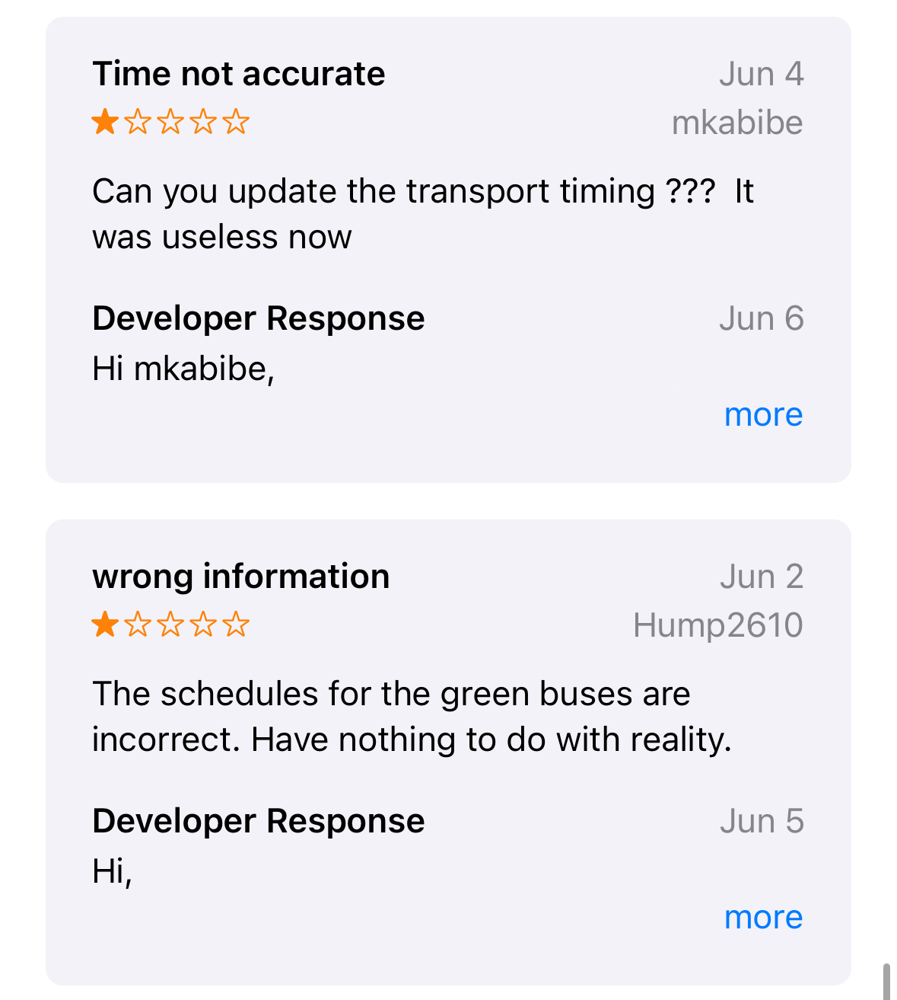 Time not accurate
Jun 4
mkabibe
Can you update the transport timing ???  It
was useless now
Developer Response
Jun 6
Hi mkabibe,
more
wrong information
Jun 2
Hump2610
The schedules for the green buses are
incorrect. Have nothing to do with reality.
Developer Response
Jun 5
Hi,
more